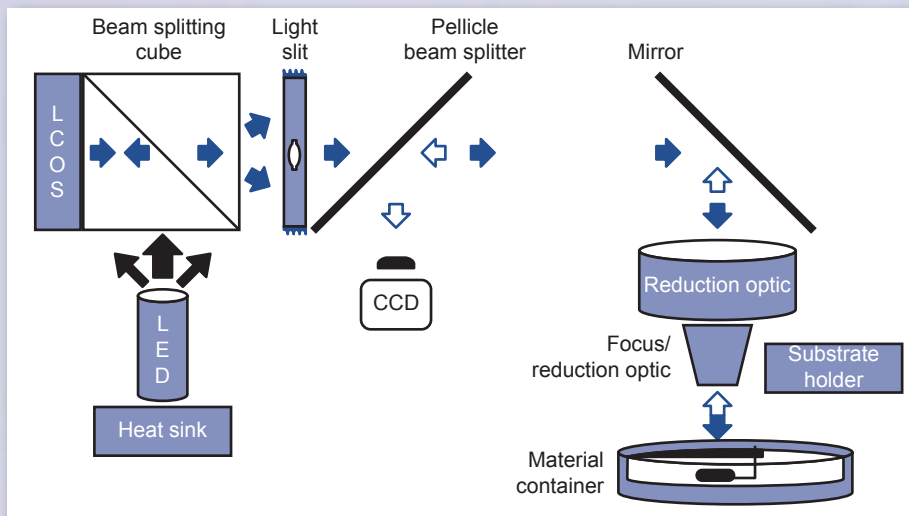 Beam splitting
cube
Light
slit
Pellicle
beam splitter
Mirror
L
C
O
S
CCD
Reduction optic
L
E
D
Focus/
reduction optic
Substrate
holder
Heat sink
Material
container